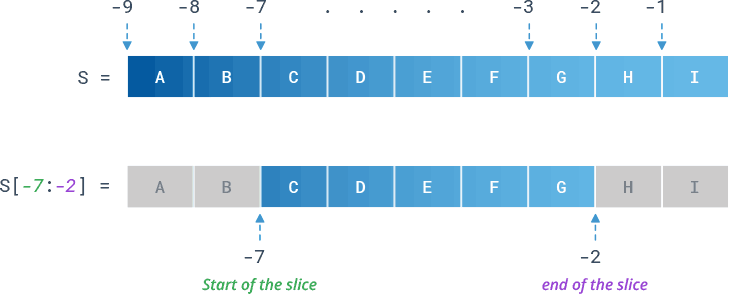 -9 -8 -7 . . . . . -3 -2 -1
S = A B C D E F G H I
S[-7:-2] = A B C D E F G H I
-7 -2
Start of the slice end of the slice